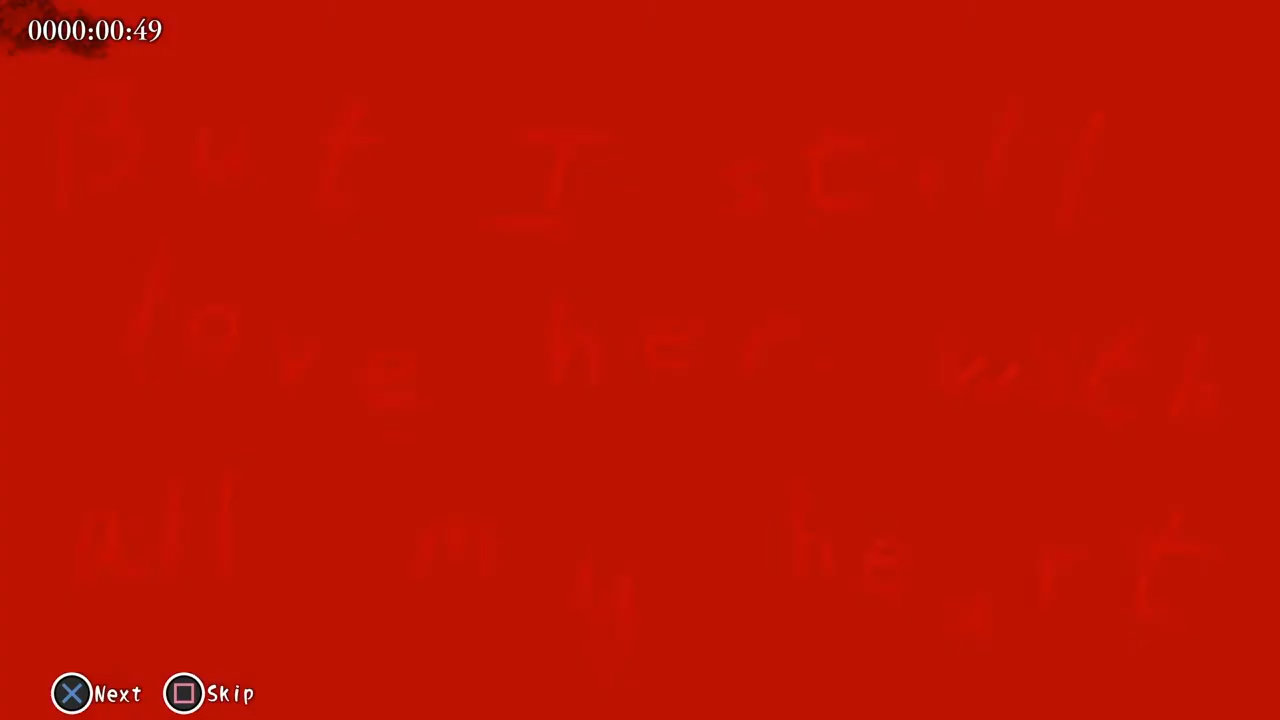 0000:00:49
But I still
love her with
all my heart
Next Skip